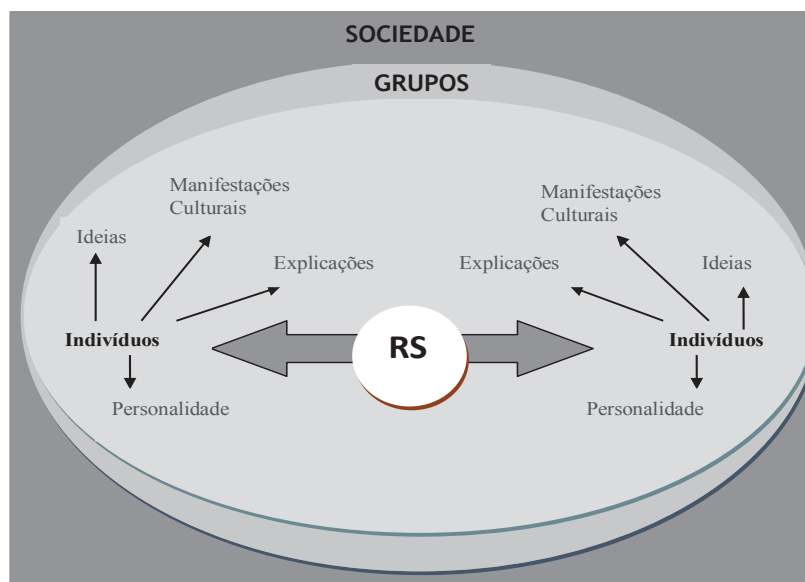 SOCIEDADE
GRUPOS
Manifestações
Culturais
Ideias
Explicações
Indivíduos
Personalidade
RS
Manifestações
Culturais
Explicações
Ideias
Indivíduos
Personalidade